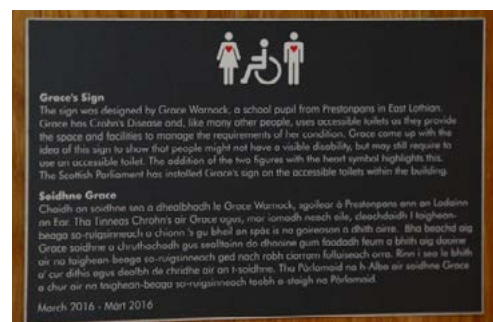 Grace's Sign
The sign was designed by Grace Warnock, a school pupil from Prestonpans in East Lothian.
Grace has Crohn's Disease and, like many other people, uses accessible toilets as they provide
the space and facilities to manage the requirements of her condition. Grace came up with the
idea of this sign to show that people might not have a visible disability, but may still require to
use an accessible toilet. The addition of the two figures with the heart symbol highlights this.
The Scottish Parliament has installed Grace's sign on the accessible toilets within the building.
Soidhne Grace
Chaidh an soidhne seo a dhealbhadh le Grace Warnock, sgoilear à Prestonpans ann an Lodainn
an Ear. Tha Tinneas Chrohn's air Grace agus, mar iomadh neach eile, cleachdaidh i taighean-
beaga so-ruigsinneach a chionn 's gu bheil an spàs is na goireasan a dhìth oirre. Bha beachd aig
Grace soidhne a chruthachadh gus sealltainn do dhaoine gum faodadh feum a bhith aig daoine
air na taighean-beaga so-ruigsinneach ged nach robh ciorram follaiseach orra. Rinn i seo le bhith
a' cur dithis agus dealbh de chridhe air an t-soidhne. Tha Pàrlamaid na h-Alba air soidhne Grace
a chur air na taighean-beaga so-ruigsinneach taobh a-staigh na Pàrlamaid.
March 2016 - Màrt 2016